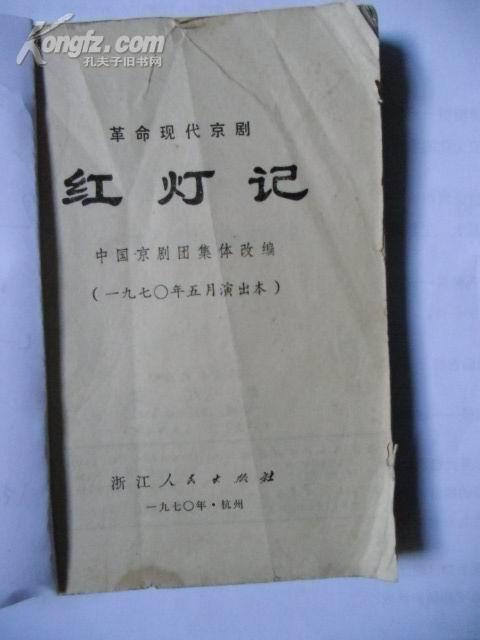 Kongfz.com
孔夫子旧书网
革命现代京剧
红灯记
中国京剧团集体改编
(一九七〇年五月演出本)
浙江人民出版社
一九七〇年·杭州